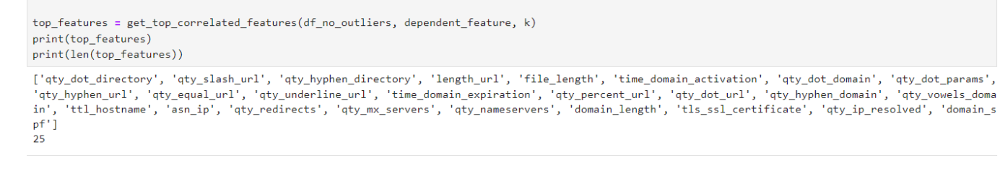 top_features = get_top_correlated_features(df_no_outliers, dependent_feature, k)
print(top_features)
print(len(top_features))
['qty_dot_directory', 'qty_slash_url', 'qty_hyphen_directory', 'length_url', 'file_length', 'time_domain_activation', 'qty_dot_domain', 'qty_dot_params',
'qty_hyphen_url', 'qty_equal_url', 'qty_underline_url', 'time_domain_expiration', 'qty_percent_url', 'qty_dot_url', 'qty_hyphen_domain', 'qty_vowels_doma
in', 'ttl_hostname', 'asn_ip', 'qty_redirects', 'qty_mx_servers', 'qty_nameservers', 'domain_length', 'tls_ssl_certificate', 'qty_ip_resolved', 'domain_s
pf']
25